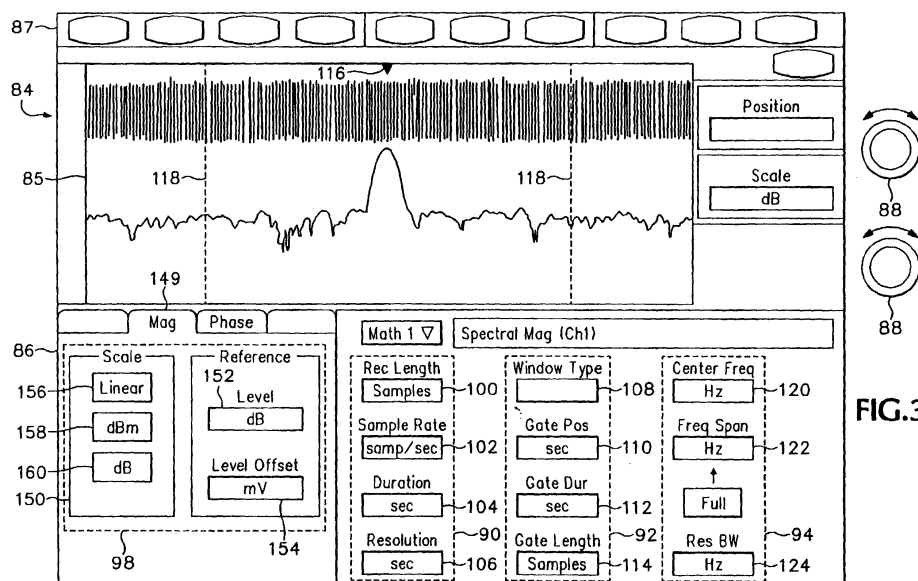 87
116
84
Position
85
118
118
Scale
dB
88
88
149
Mag
Phase
86
Math 1 ▽
Spectral Mag (Ch1)
Scale
Reference
156
Linear
152
Level
dB
158
dBm
160
dB
Level Offset
mV
150
154
98
Rec Length
Samples
100
Sample Rate
samp/sec
102
Duration
sec
104
Resolution
sec
106
90
Window Type
108
Gate Pos
sec
110
Gate Dur
sec
112
Gate Length
Samples
114
92
Center Freq
Hz
120
Freq Span
Hz
122
Full
94
Res BW
Hz
124
FIG.3